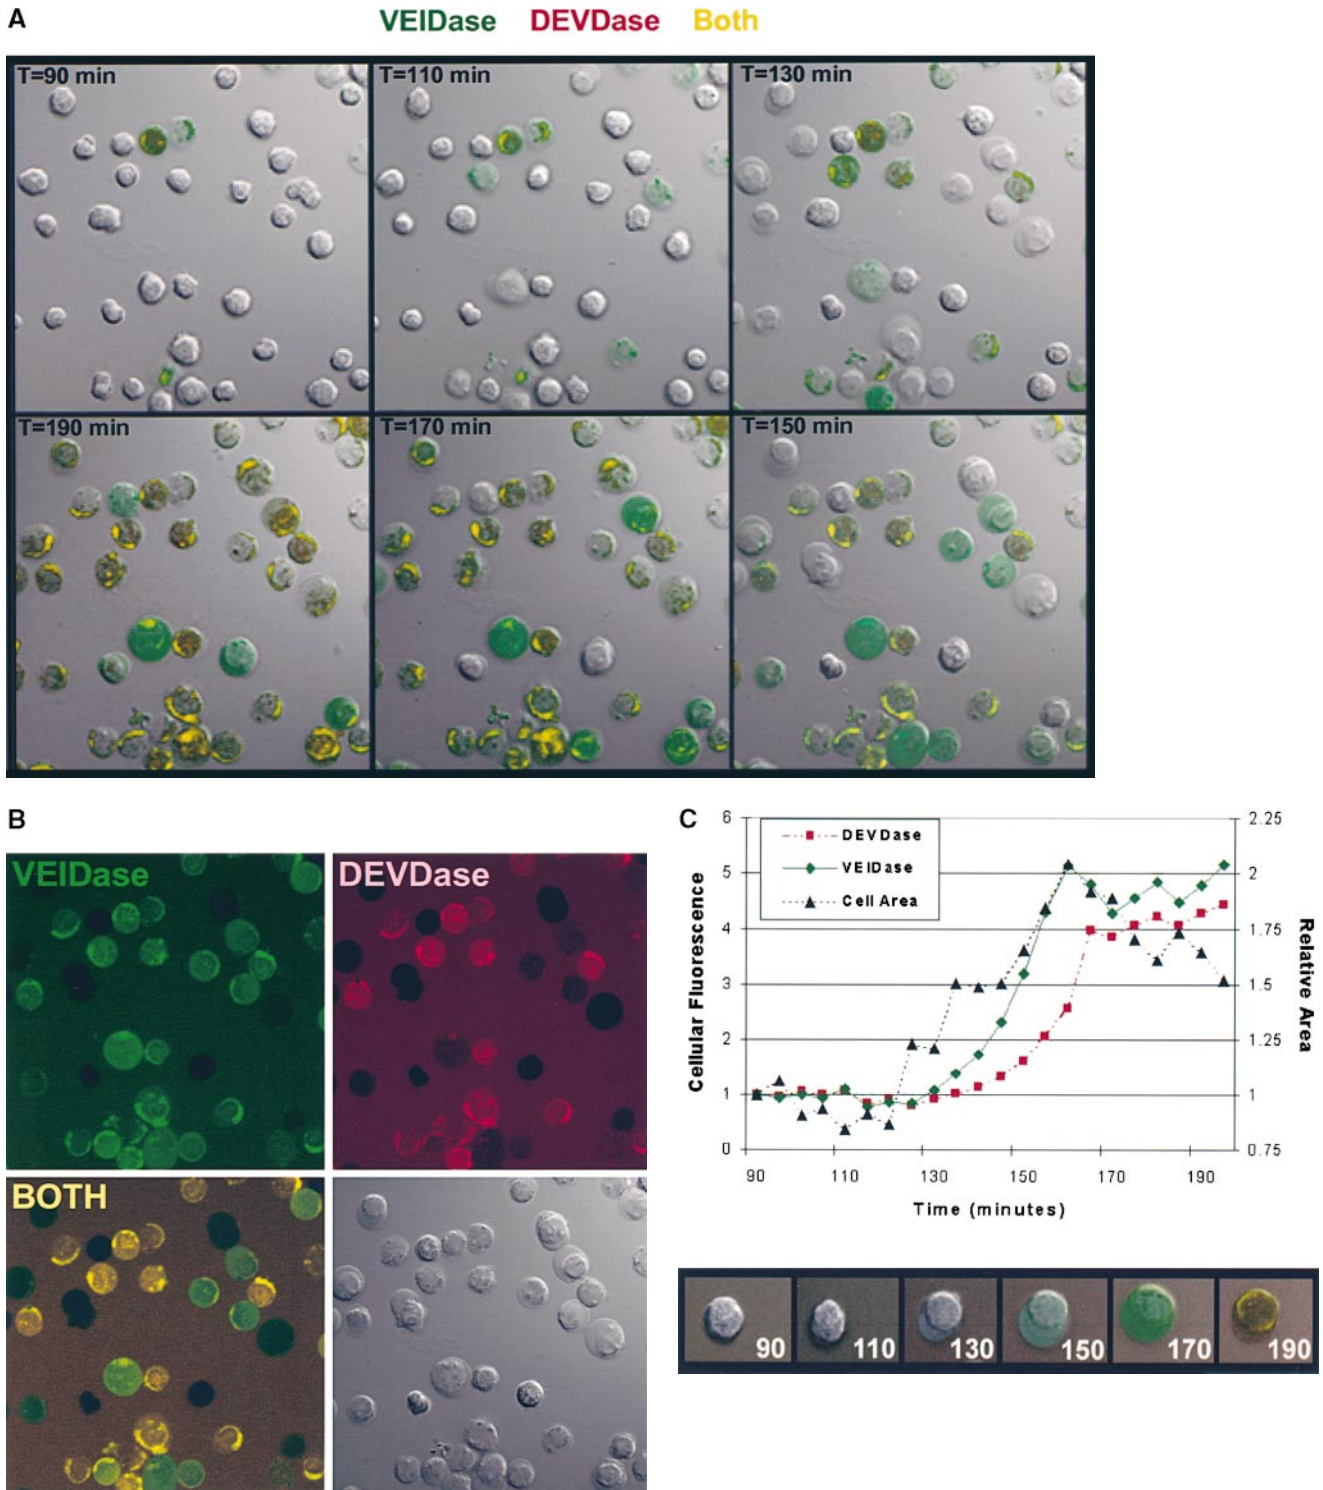 A
VEIDase DEVDase Both
T=90 min T=110 min T=130 min
T=190 min T=170 min T=150 min
B
VEIDase DEVDase
BOTH
C
6 2.25
5 2
4 1.75
3 1.5
2 1.25
1 1
0 0.75
DEVDase
VEIDase
Cell Area
Cellular Fluorescence
Relative Area
90 110 130 150 170 190
Time (minutes)
90 110 130 150 170 190